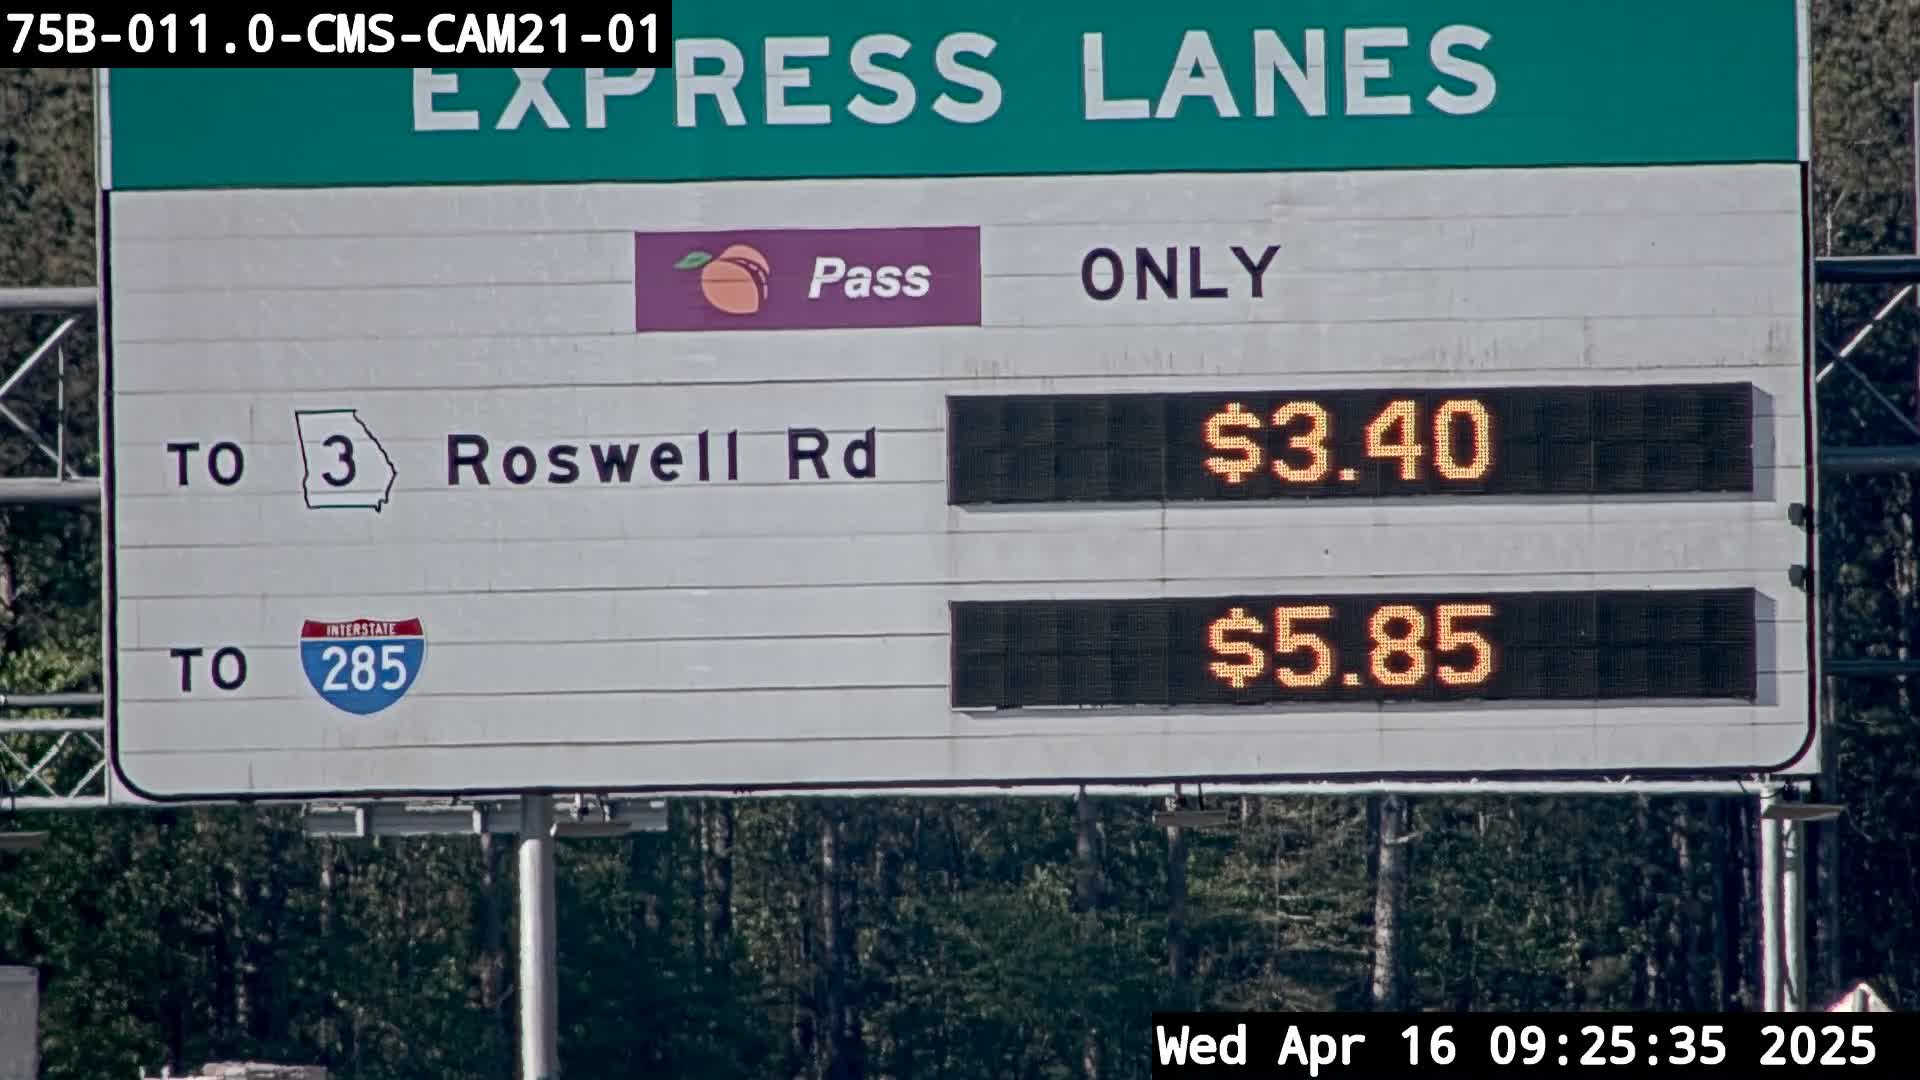 75B-011.0-CMS-CAM21-01
EXPRESS LANES
Pass ONLY
TO 3 Roswell Rd $3.40
INTERSTATE
TO 285 $5.85
Wed Apr 16 09:25:35 2025